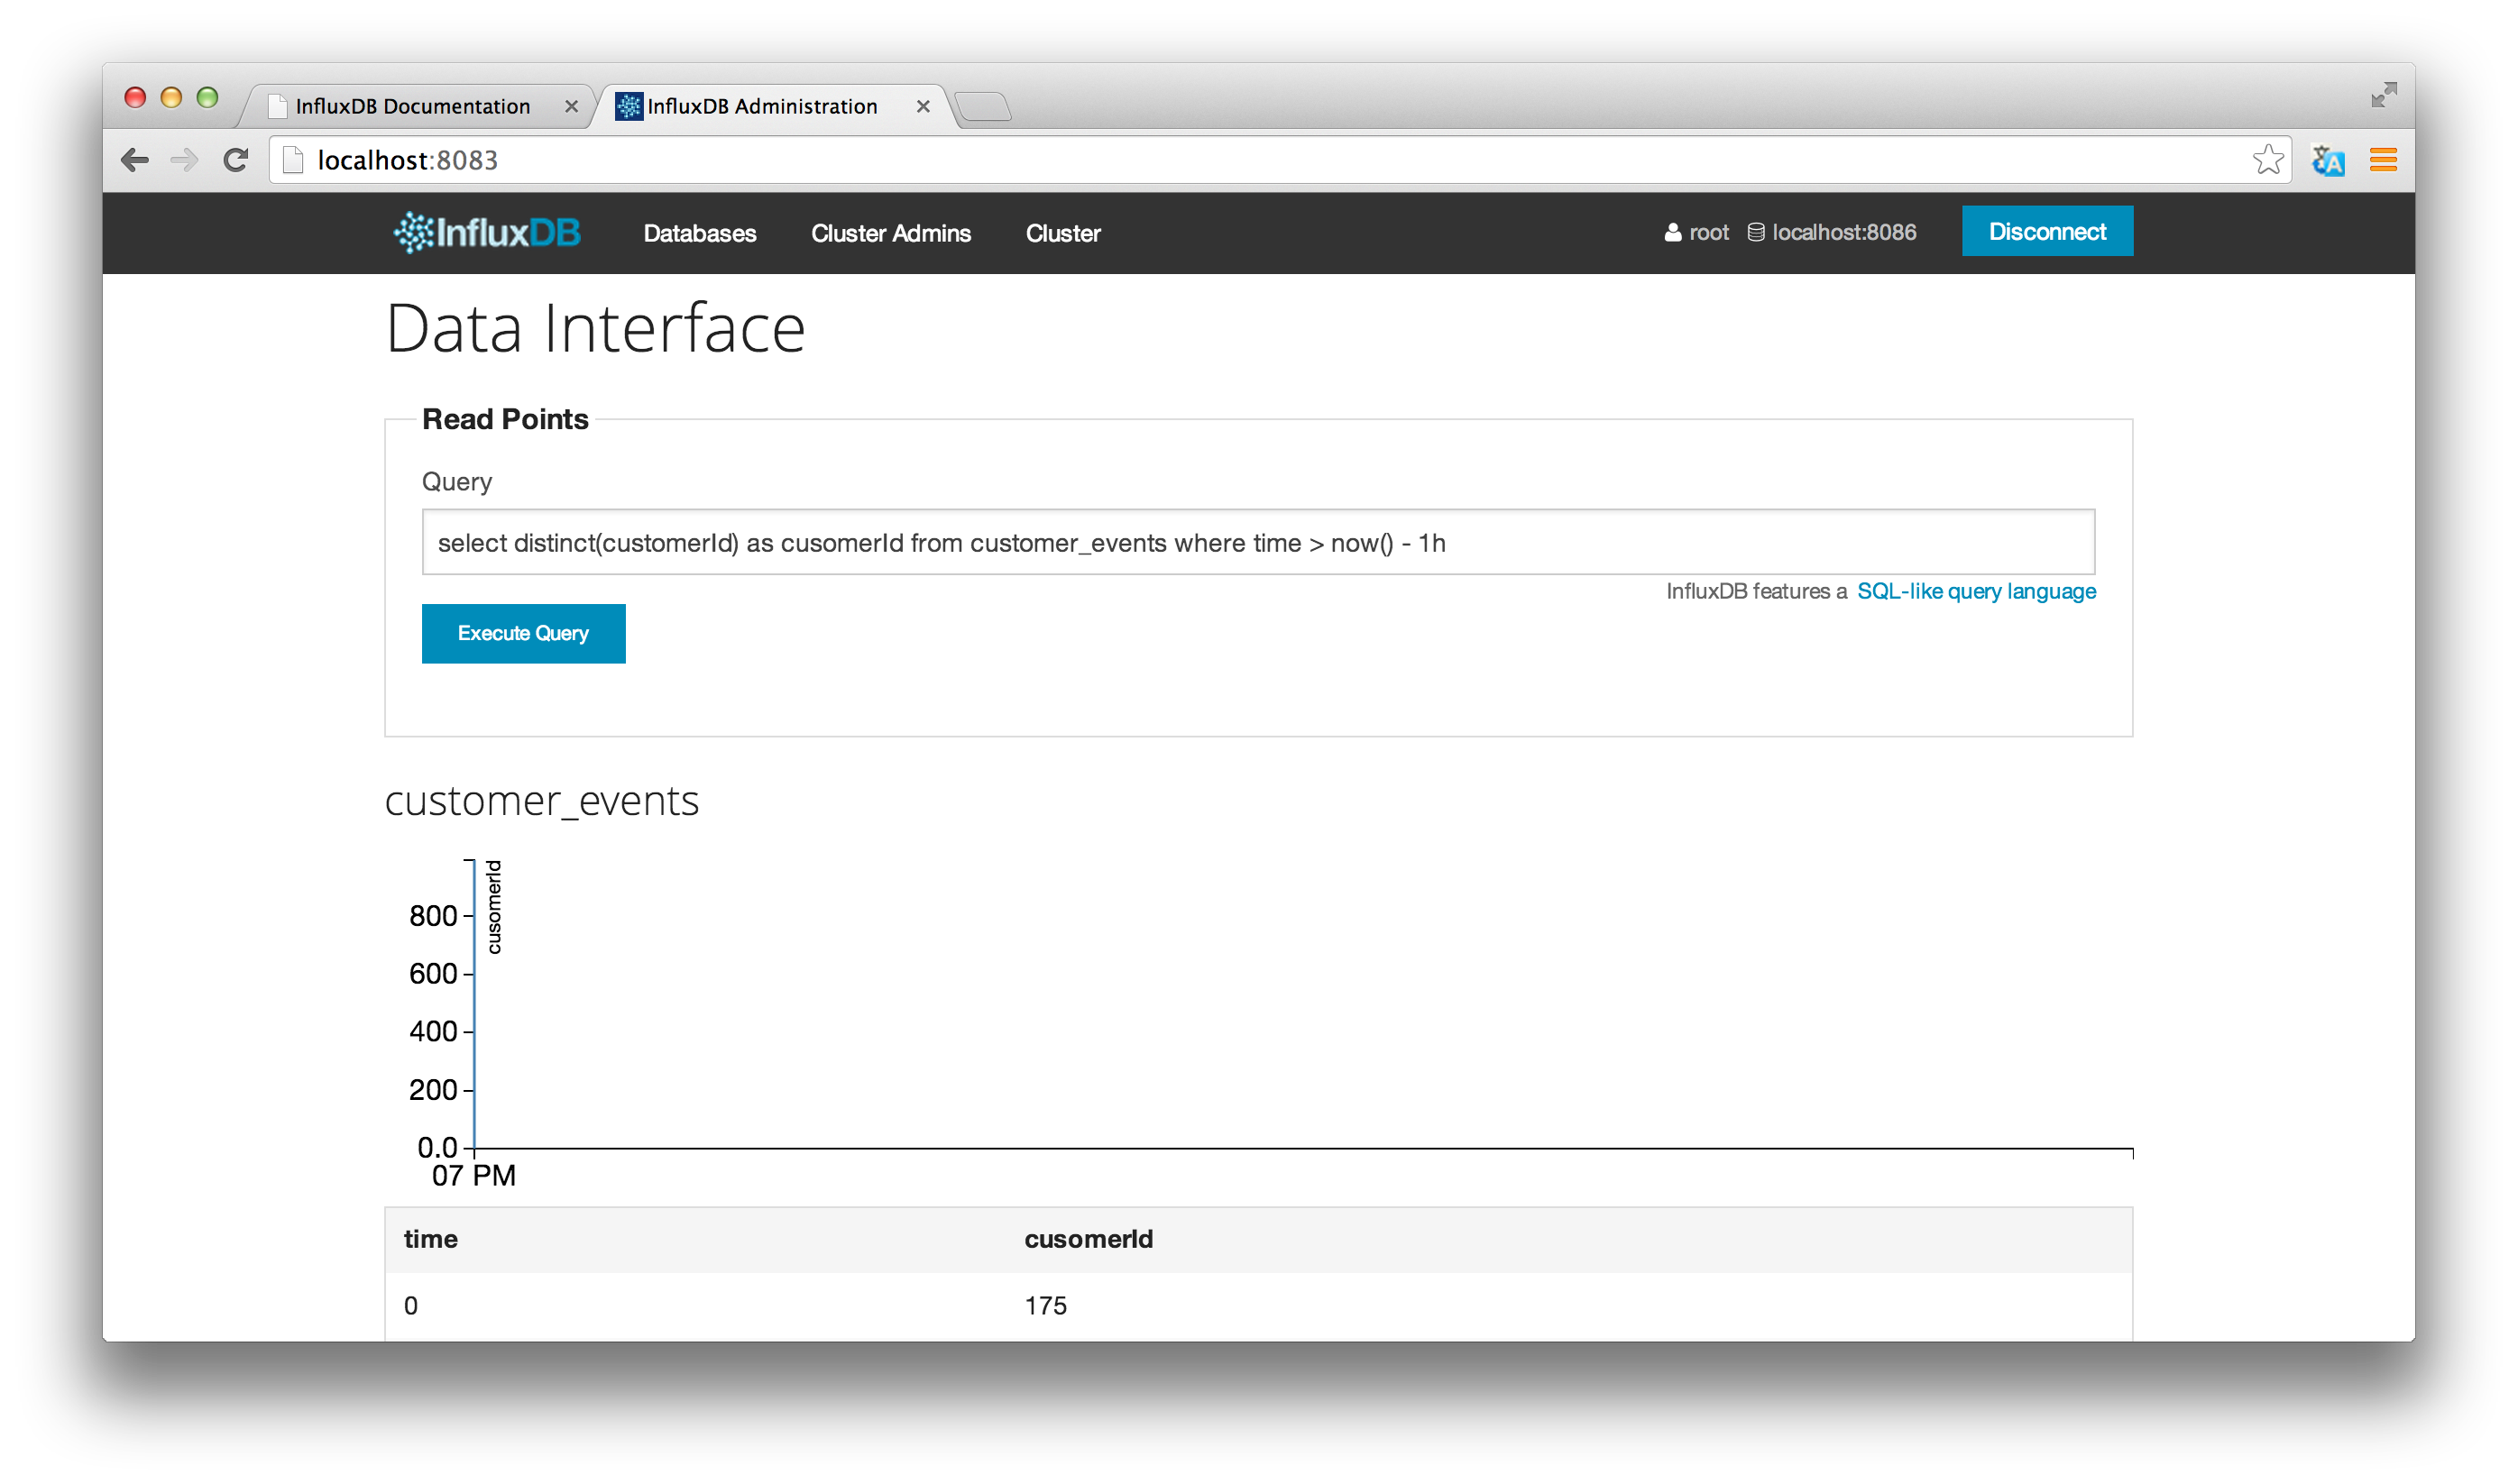 InfluxDB Documentation
InfluxDB Administration
localhost:8083
InfluxDB Databases Cluster Admins Cluster root localhost:8086 Disconnect
Data Interface
Read Points
Query
select distinct(customerId) as cusomerId from customer_events where time > now() - 1h
InfluxDB features a SQL-like query language
Execute Query
customer_events
cusomerId
800
600
400
200
0.0
07 PM
time cusomerId
0 175